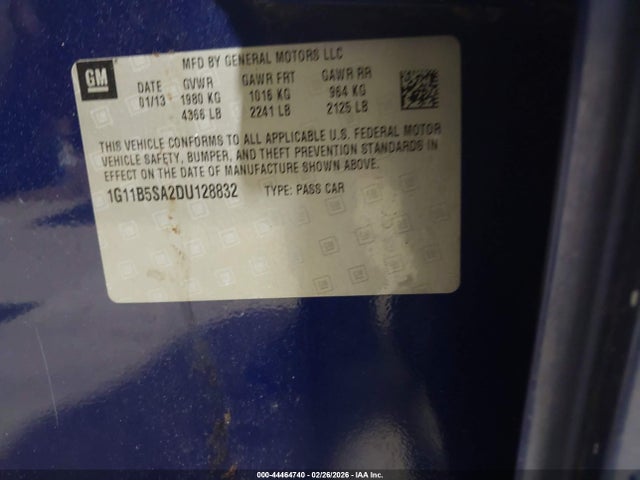 GM
MFD BY GENERAL MOTORS LLC
DATE GVWR GAWR FRT GAWR RR
01/13 1980 KG 1016 KG 964 KG
4366 LB 2241 LB 2125 LB
THIS VEHICLE CONFORMS TO ALL APPLICABLE U.S. FEDERAL MOTOR
VEHICLE SAFETY, BUMPER, AND THEFT PREVENTION STANDARDS IN
EFFECT ON THE DATE OF MANUFACTURE SHOWN ABOVE.
1G11B5SA2DU128832 TYPE: PASS CAR
000-44464740 - 02/26/2026 - IAA Inc.